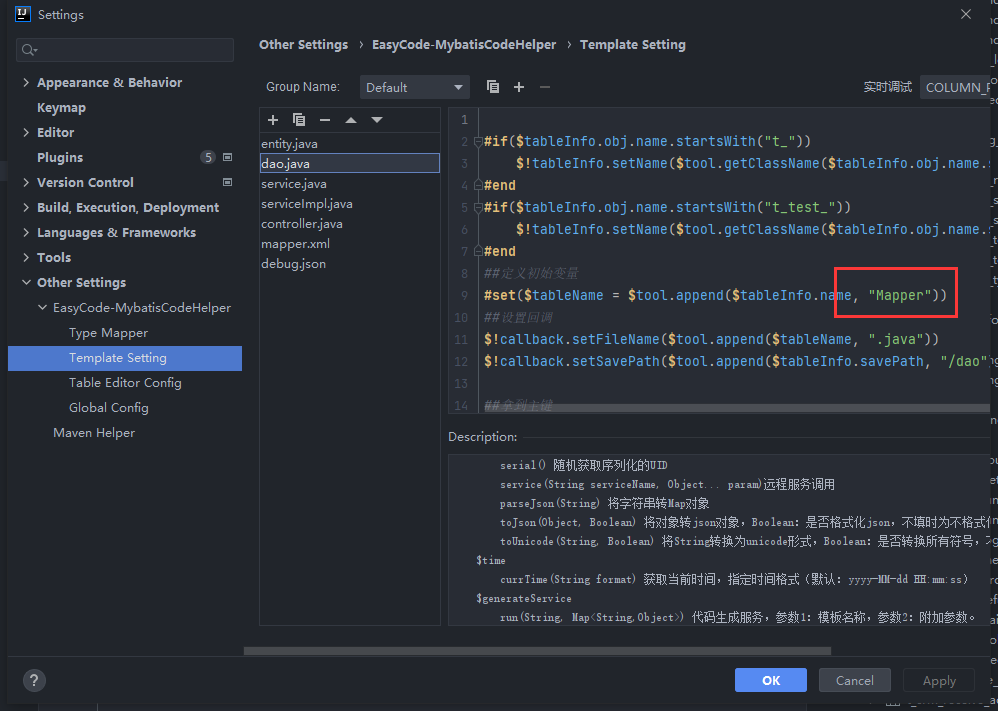 Settings
Other Settings › EasyCode-MybatisCodeHelper › Template Setting
Appearance & Behavior
Keymap
Editor
Plugins 5
Version Control
Build, Execution, Deployment
Languages & Frameworks
Tools
Other Settings
EasyCode-MybatisCodeHelper
Type Mapper
Template Setting
Table Editor Config
Global Config
Maven Helper
Group Name: Default
实时调试 COLUMN_
entity.java
dao.java
service.java
serviceImpl.java
controller.java
mapper.xml
debug.json
1
2 #if($tableInfo.obj.name.startsWith("t_"))
3 $!tableInfo.setName($tool.getClassName($tableInfo.obj.name.
4 #end
5 #if($tableInfo.obj.name.startsWith("t_test_"))
6 $!tableInfo.setName($tool.getClassName($tableInfo.obj.name.
7 #end
8 ##定义初始变量
9 #set($tableName = $tool.append($tableInfo.name, "Mapper"))
10 ##设置回调
11 $!callback.setFileName($tool.append($tableName, ".java"))
12 $!callback.setSavePath($tool.append($tableInfo.savePath, "/dao"
13
14 ##拿到主键
Description:
serial() 随机获取序列化的UID
service(String serviceName, Object... param)远程服务调用
parseJson(String) 将字符串转Map对象
toJson(Object, Boolean) 将对象转json对象，Boolean：是否格式化json，不填时为不格式化
toUnicode(String, Boolean) 将String转换为unicode形式，Boolean：是否转换所有符号，
$time
currTime(String format) 获取当前时间，指定时间格式（默认：yyyy-MM-dd HH:mm:ss）
$generateService
run(String, Map<String,Object>) 代码生成服务，参数1：模板名称，参数2：附加参数。
?
OK
Cancel
Apply